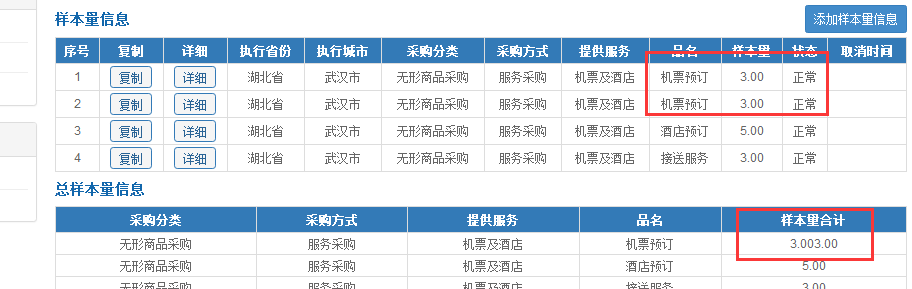 样本量信息 添加样本量信息
序号 复制 详细 执行省份 执行城市 采购分类 采购方式 提供服务 品名 样本量 状态 取消时间
1 复制 详细 湖北省 武汉市 无形商品采购 服务采购 机票及酒店 机票预订 3.00 正常
2 复制 详细 湖北省 武汉市 无形商品采购 服务采购 机票及酒店 机票预订 3.00 正常
3 复制 详细 湖北省 武汉市 无形商品采购 服务采购 机票及酒店 酒店预订 5.00 正常
4 复制 详细 湖北省 武汉市 无形商品采购 服务采购 机票及酒店 接送服务 3.00 正常
总样本量信息
采购分类 采购方式 提供服务 品名 样本量合计
无形商品采购 服务采购 机票及酒店 机票预订 3.003.00
无形商品采购 服务采购 机票及酒店 酒店预订 5.00
无形商品采购 服务采购 机票及酒店 接送服务 3.00